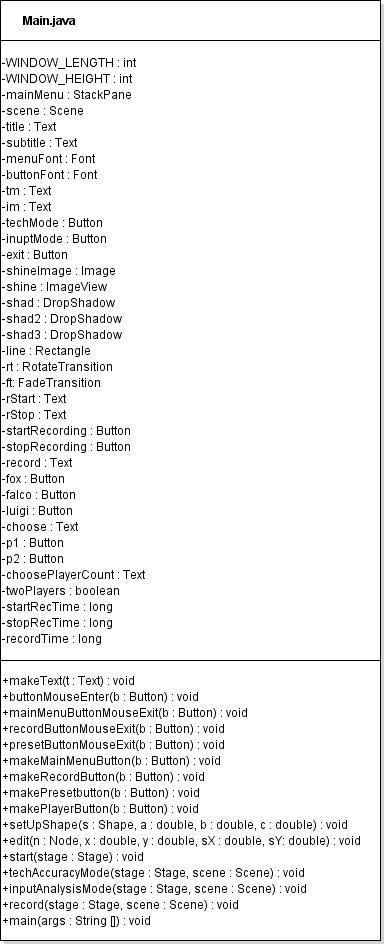 Main.java
-WINDOW_LENGTH : int
-WINDOW_HEIGHT : int
-mainMenu : StackPane
-scene : Scene
-title : Text
-subtitle : Text
-menuFont : Font
-buttonFont : Font
-tm : Text
-im : Text
-techMode : Button
-inuptMode : Button
-exit : Button
-shineImage : Image
-shine : ImageView
-shad : DropShadow
-shad2 : DropShadow
-shad3 : DropShadow
-line : Rectangle
-rt : RotateTransition
-ft: FadeTransition
-rStart : Text
-rStop : Text
-startRecording : Button
-stopRecording : Button
-record : Text
-fox : Button
-falco : Button
-luigi : Button
-choose : Text
-p1 : Button
-p2 : Button
-choosePlayerCount : Text
-twoPlayers : boolean
-startRecTime : long
-stopRecTime : long
-recordTime : long
+makeText(t : Text) : void
+buttonMouseEnter(b : Button) : void
+mainMenuButtonMouseExit(b : Button) : void
+recordButtonMouseExit(b : Button) : void
+presetButtonMouseExit(b : Button) : void
+makeMainMenuButton(b : Button) : void
+makeRecordButton(b : Button) : void
+makePresetbutton(b : Button) : void
+makePlayerButton(b : Button) : void
+setUpShape(s : Shape, a : double, b : double, c : double) : void
+edit(n : Node, x : double, y : double, sX : double, sY: double) : void
+start(stage : Stage) : void
+techAccuracyMode(stage : Stage, scene : Scene) : void
+inputAnalysisMode(stage : Stage, scene : Scene) : void
+record(stage : Stage, scene : Scene) : void
+main(args : String []) : void